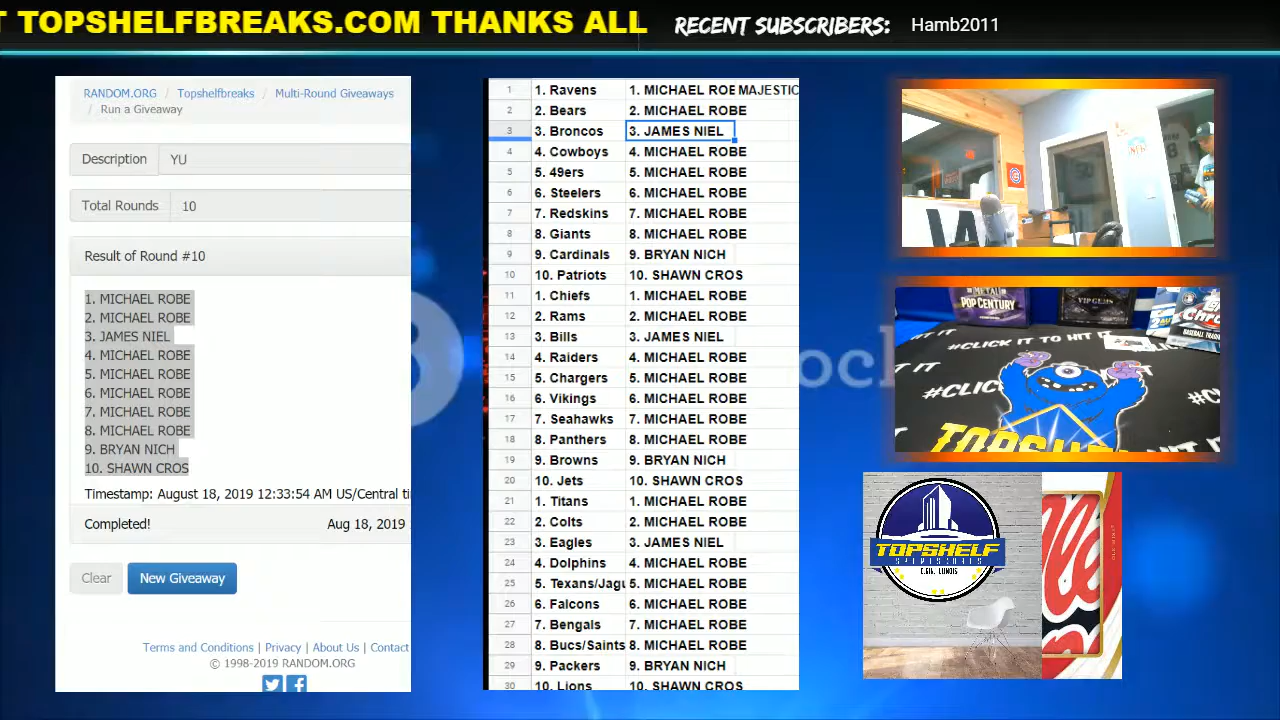 TOPSHELFBREAKS.COM THANKS ALL
RECENT SUBSCRIBERS: Hamb2011
RANDOM.ORG / Topshelfbreaks / Multi-Round Giveaways
/ Run a Giveaway
Description YU
Total Rounds 10
Result of Round #10
1. MICHAEL ROBE
2. MICHAEL ROBE
3. JAMES NIEL
4. MICHAEL ROBE
5. MICHAEL ROBE
6. MICHAEL ROBE
7. MICHAEL ROBE
8. MICHAEL ROBE
9. BRYAN NICH
10. SHAWN CROS
Timestamp: August 18, 2019 12:33:54 AM US/Central ti
Completed! Aug 18, 2019
Clear New Giveaway
Terms and Conditions | Privacy | About Us | Contact
© 1998-2019 RANDOM.ORG
1 1. Ravens 1. MICHAEL ROE MAJESTIC
2 2. Bears 2. MICHAEL ROBE
3 3. Broncos 3. JAMES NIEL
4 4. Cowboys 4. MICHAEL ROBE
5 5. 49ers 5. MICHAEL ROBE
6 6. Steelers 6. MICHAEL ROBE
7 7. Redskins 7. MICHAEL ROBE
8 8. Giants 8. MICHAEL ROBE
9 9. Cardinals 9. BRYAN NICH
10 10. Patriots 10. SHAWN CROS
11 1. Chiefs 1. MICHAEL ROBE
12 2. Rams 2. MICHAEL ROBE
13 3. Bills 3. JAMES NIEL
14 4. Raiders 4. MICHAEL ROBE
15 5. Chargers 5. MICHAEL ROBE
16 6. Vikings 6. MICHAEL ROBE
17 7. Seahawks 7. MICHAEL ROBE
18 8. Panthers 8. MICHAEL ROBE
19 9. Browns 9. BRYAN NICH
20 10. Jets 10. SHAWN CROS
21 1. Titans 1. MICHAEL ROBE
22 2. Colts 2. MICHAEL ROBE
23 3. Eagles 3. JAMES NIEL
24 4. Dolphins 4. MICHAEL ROBE
25 5. Texans/Jagu 5. MICHAEL ROBE
26 6. Falcons 6. MICHAEL ROBE
27 7. Bengals 7. MICHAEL ROBE
28 8. Bucs/Saints 8. MICHAEL ROBE
29 9. Packers 9. BRYAN NICH
30 10. Lions 10. SHAWN CROS
METAL
POP CENTURY
VIP GEMS
BASEBALL
#CLICK IT TO HIT IT
#CLICK
TOPSHELF
TOPSHELF